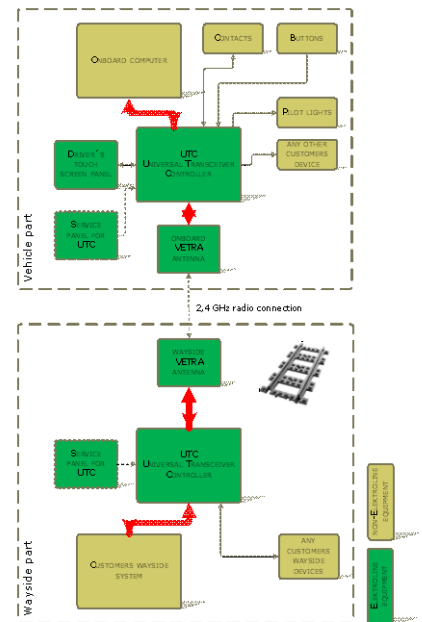 ONBOARD COMPUTER
CONTACTS
BUTTONS
PILOT LIGHTS
DRIVER'S
TOUCH
SCREEN PANEL
UTC
UNIVERSAL TRANSCEIVER
CONTROLLER
ANY OTHER
CUSTOMERS
DEVICE
SERVICE
PANEL FOR
UTC
ONBOARD
VETRA
ANTENNA
Vehicle part
2,4 GHz radio connection
WAYSIDE
VETRA
ANTENNA
SERVICE
PANEL FOR
UTC
UTC
UNIVERSAL TRANSCEIVER
CONTROLLER
CUSTOMERS WAYSIDE
SYSTEM
ANY
CUSTOMERS
WAYSIDE
DEVICES
Wayside part
NON-ELEKTROLINE
EQUIPMENT
ELEKTROLINE
EQUIPMENT